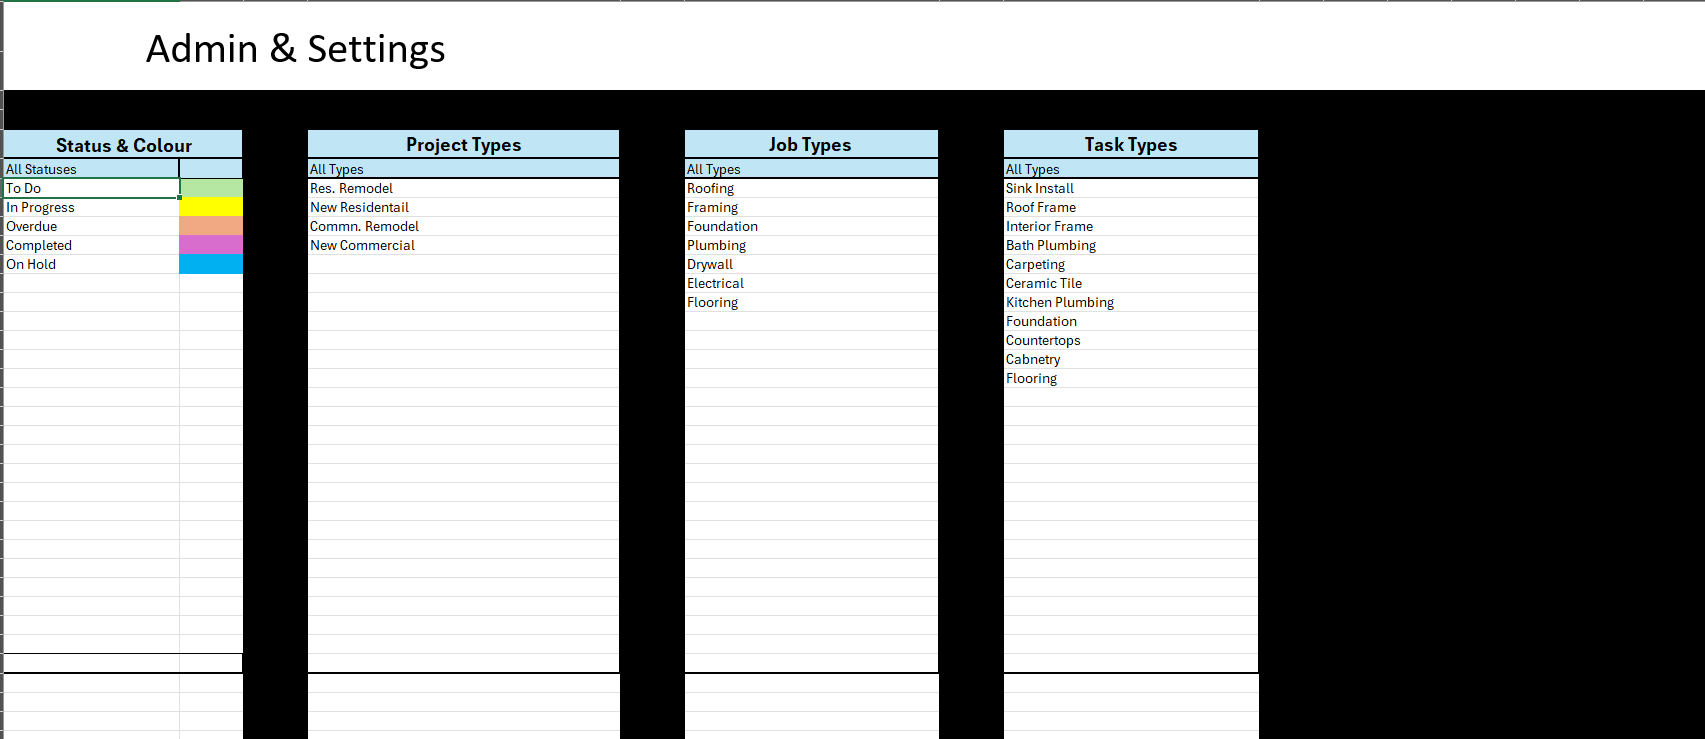 Admin & Settings
Status & Colour
All Statuses
To Do
In Progress
Overdue
Completed
On Hold
Project Types
All Types
Res. Remodel
New Residentail
Commn. Remodel
New Commercial
Job Types
All Types
Roofing
Framing
Foundation
Plumbing
Drywall
Electrical
Flooring
Task Types
All Types
Sink Install
Roof Frame
Interior Frame
Bath Plumbing
Carpeting
Ceramic Tile
Kitchen Plumbing
Foundation
Countertops
Cabnetry
Flooring